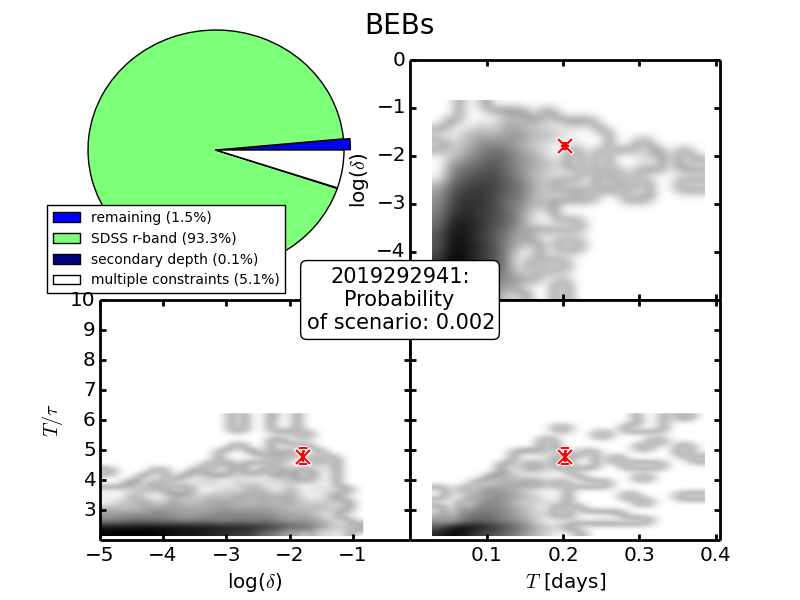 BEBs
remaining (1.5%)
SDSS r-band (93.3%)
secondary depth (0.1%)
multiple constraints (5.1%)
log(δ)
0
−1
−2
−3
−4
2019292941:
Probability
of scenario: 0.002
T/τ
10
9
8
7
6
5
4
3
−5 −4 −3 −2 −1
log(δ)
0.1 0.2 0.3 0.4
T [days]